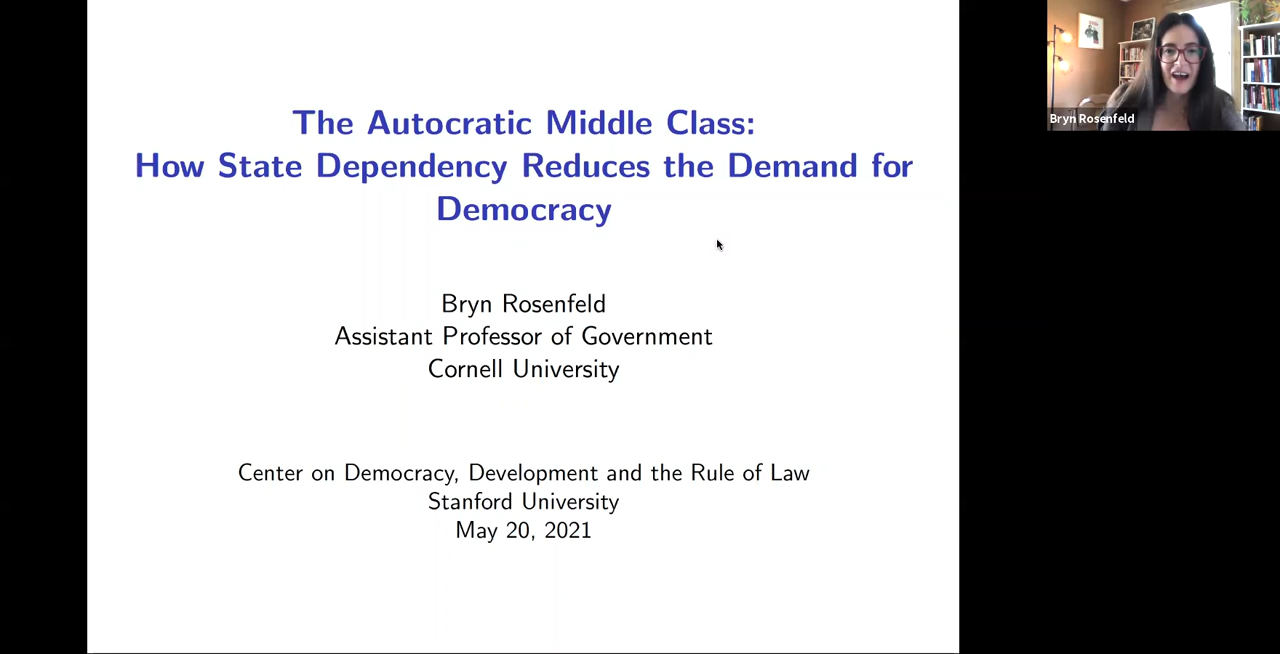 The Autocratic Middle Class:
How State Dependency Reduces the Demand for
Democracy
Bryn Rosenfeld
Assistant Professor of Government
Cornell University
Center on Democracy, Development and the Rule of Law
Stanford University
May 20, 2021
Bryn Rosenfeld